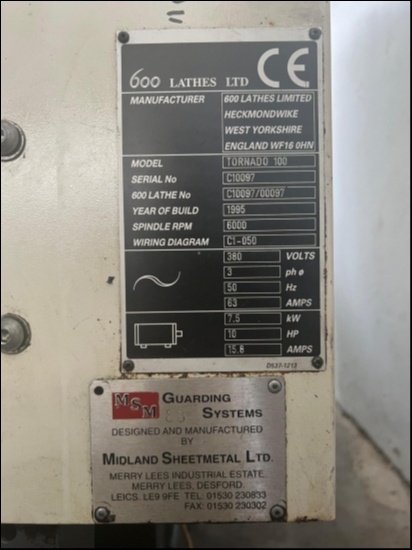 600 LATHES LTD CE
MANUFACTURER 600 LATHES LIMITED
HECKMONDWIKE
WEST YORKSHIRE
ENGLAND WF16 0HN
MODEL TORNADO 100
SERIAL No C10097
600 LATHE No C10097/00097
YEAR OF BUILD 1995
SPINDLE RPM 6000
WIRING DIAGRAM C1-050
380 VOLTS
3 ph ø
50 Hz
63 AMPS
7.5 kW
10 HP
15.8 AMPS
D537-1213
MSM GUARDING
SYSTEMS
DESIGNED AND MANUFACTURED
BY
MIDLAND SHEETMETAL LTD.
MERRY LEES INDUSTRIAL ESTATE,
MERRY LEES, DESFORD,
LEICS. LE9 9FE TEL: 01530 230833
FAX: 01530 230302